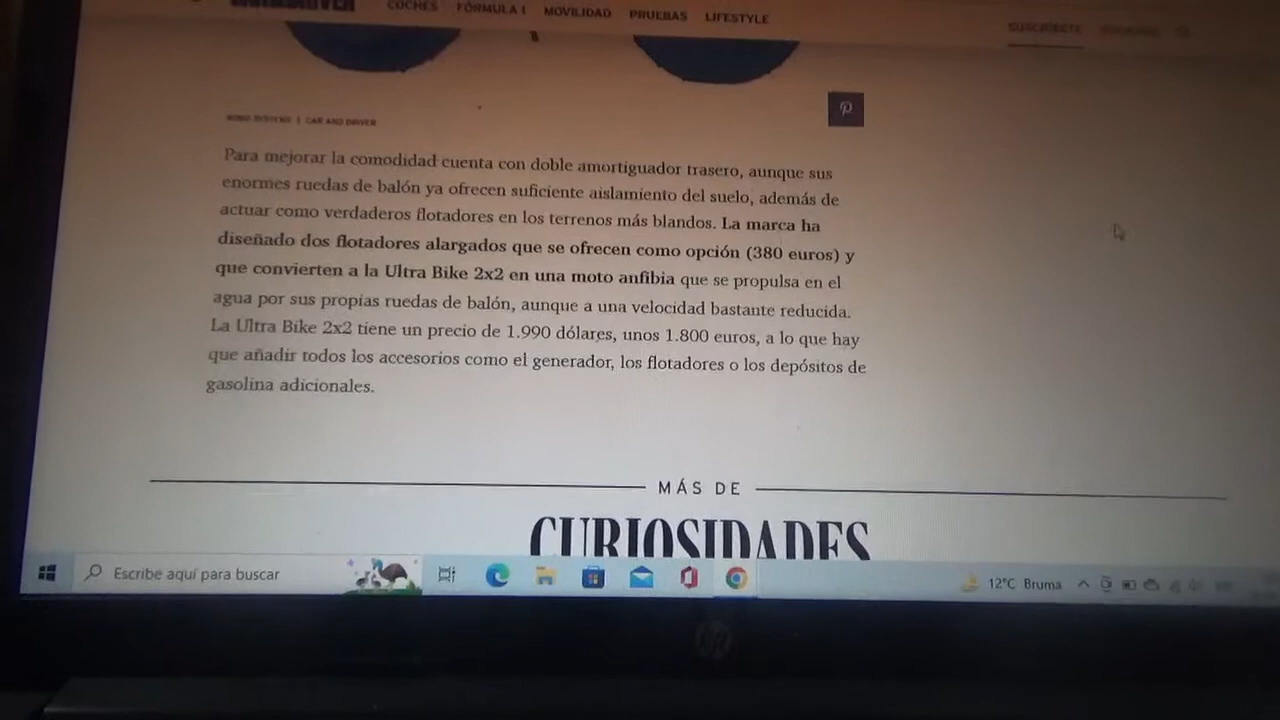 COCHES FÓRMULA 1 MOVILIDAD PRUEBAS LIFESTYLE
SUSCRÍBETE
CAR AND DRIVER
Para mejorar la comodidad cuenta con doble amortiguador trasero, aunque sus
enormes ruedas de balón ya ofrecen suficiente aislamiento del suelo, además de
actuar como verdaderos flotadores en los terrenos más blandos. La marca ha
diseñado dos flotadores alargados que se ofrecen como opción (380 euros) y
que convierten a la Ultra Bike 2x2 en una moto anfibia que se propulsa en el
agua por sus propias ruedas de balón, aunque a una velocidad bastante reducida.
La Ultra Bike 2x2 tiene un precio de 1.990 dólares, unos 1.800 euros, a lo que hay
que añadir todos los accesorios como el generador, los flotadores o los depósitos de
gasolina adicionales.
MÁS DE
CURIOSIDADES
Escribe aquí para buscar
12°C Bruma
hp